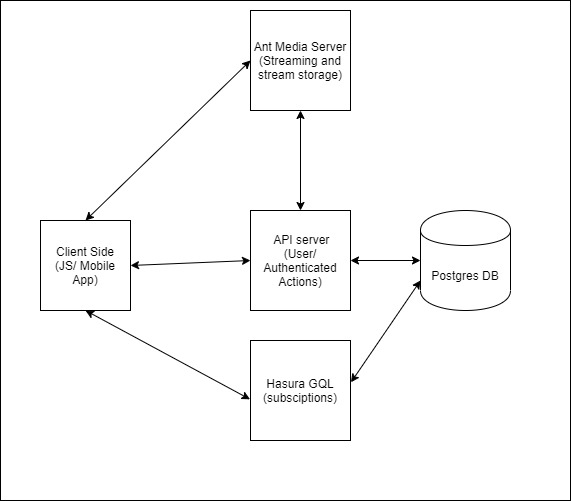 Ant Media Server
(Streaming and
stream storage)
Client Side
(JS/ Mobile
App)
API server
(User/
Authenticated
Actions)
Postgres DB
Hasura GQL
(subsciptions)